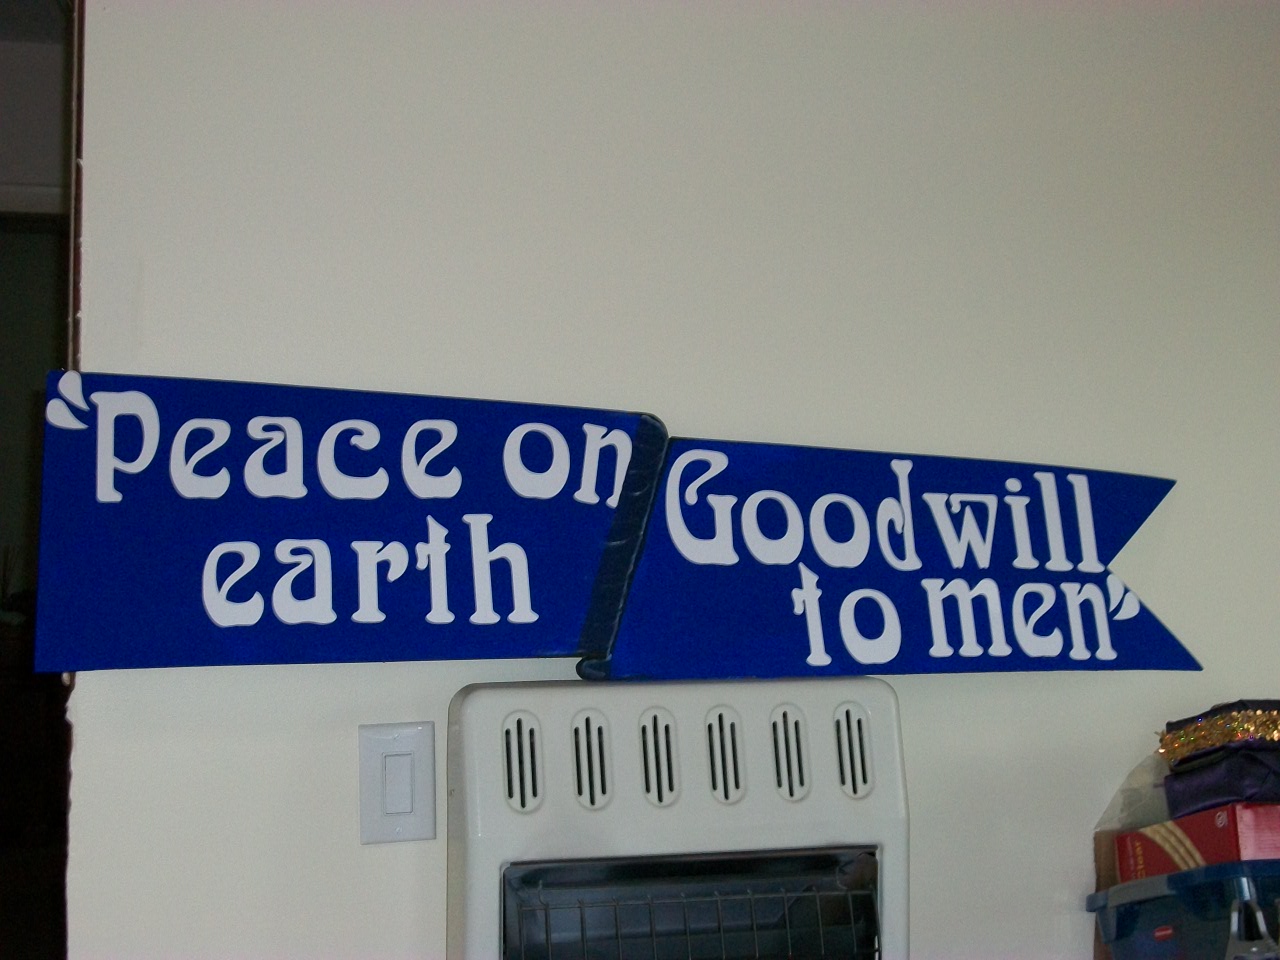 “Peace on
earth
Goodwill
to men”